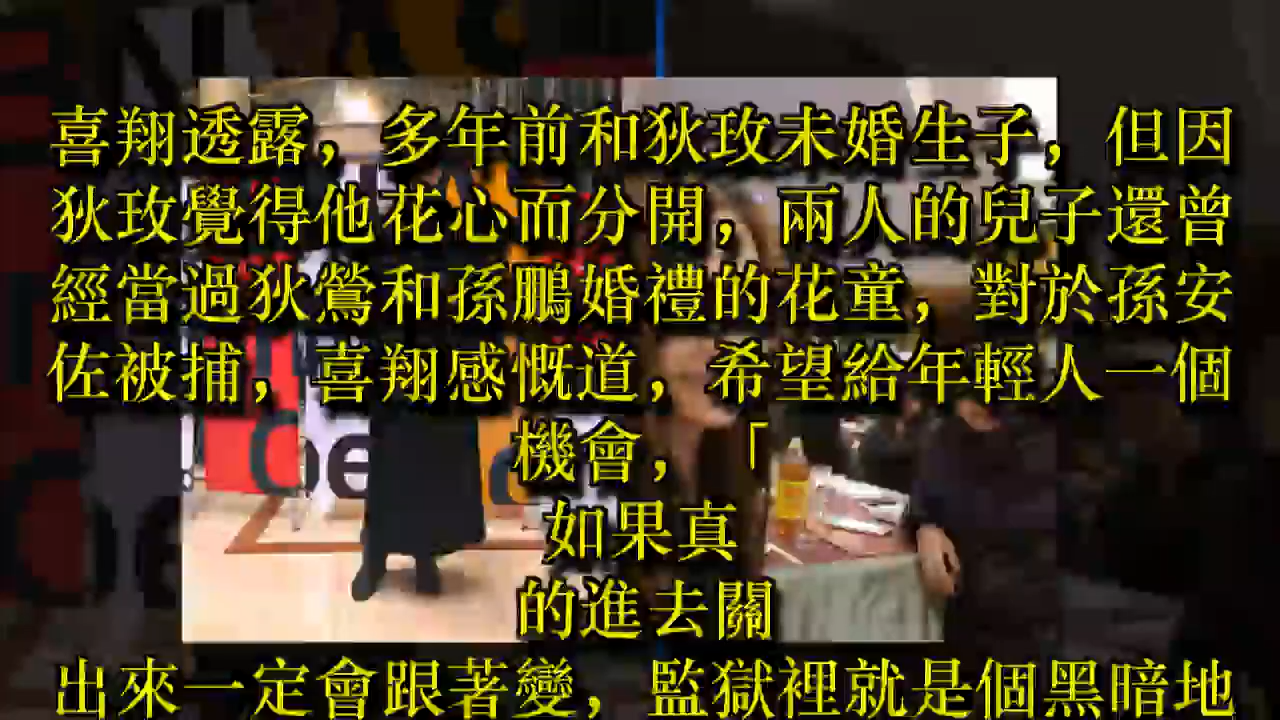 喜翔透露，多年前和狄玫未婚生子，但因
狄玫覺得他花心而分開，兩人的兒子還曾
經當過狄鶯和孫鵬婚禮的花童，對於孫安
佐被捕，喜翔感慨道，希望給年輕人一個
機會，「
如果真
的進去關
出來一定會跟著變，監獄裡就是個黑暗地